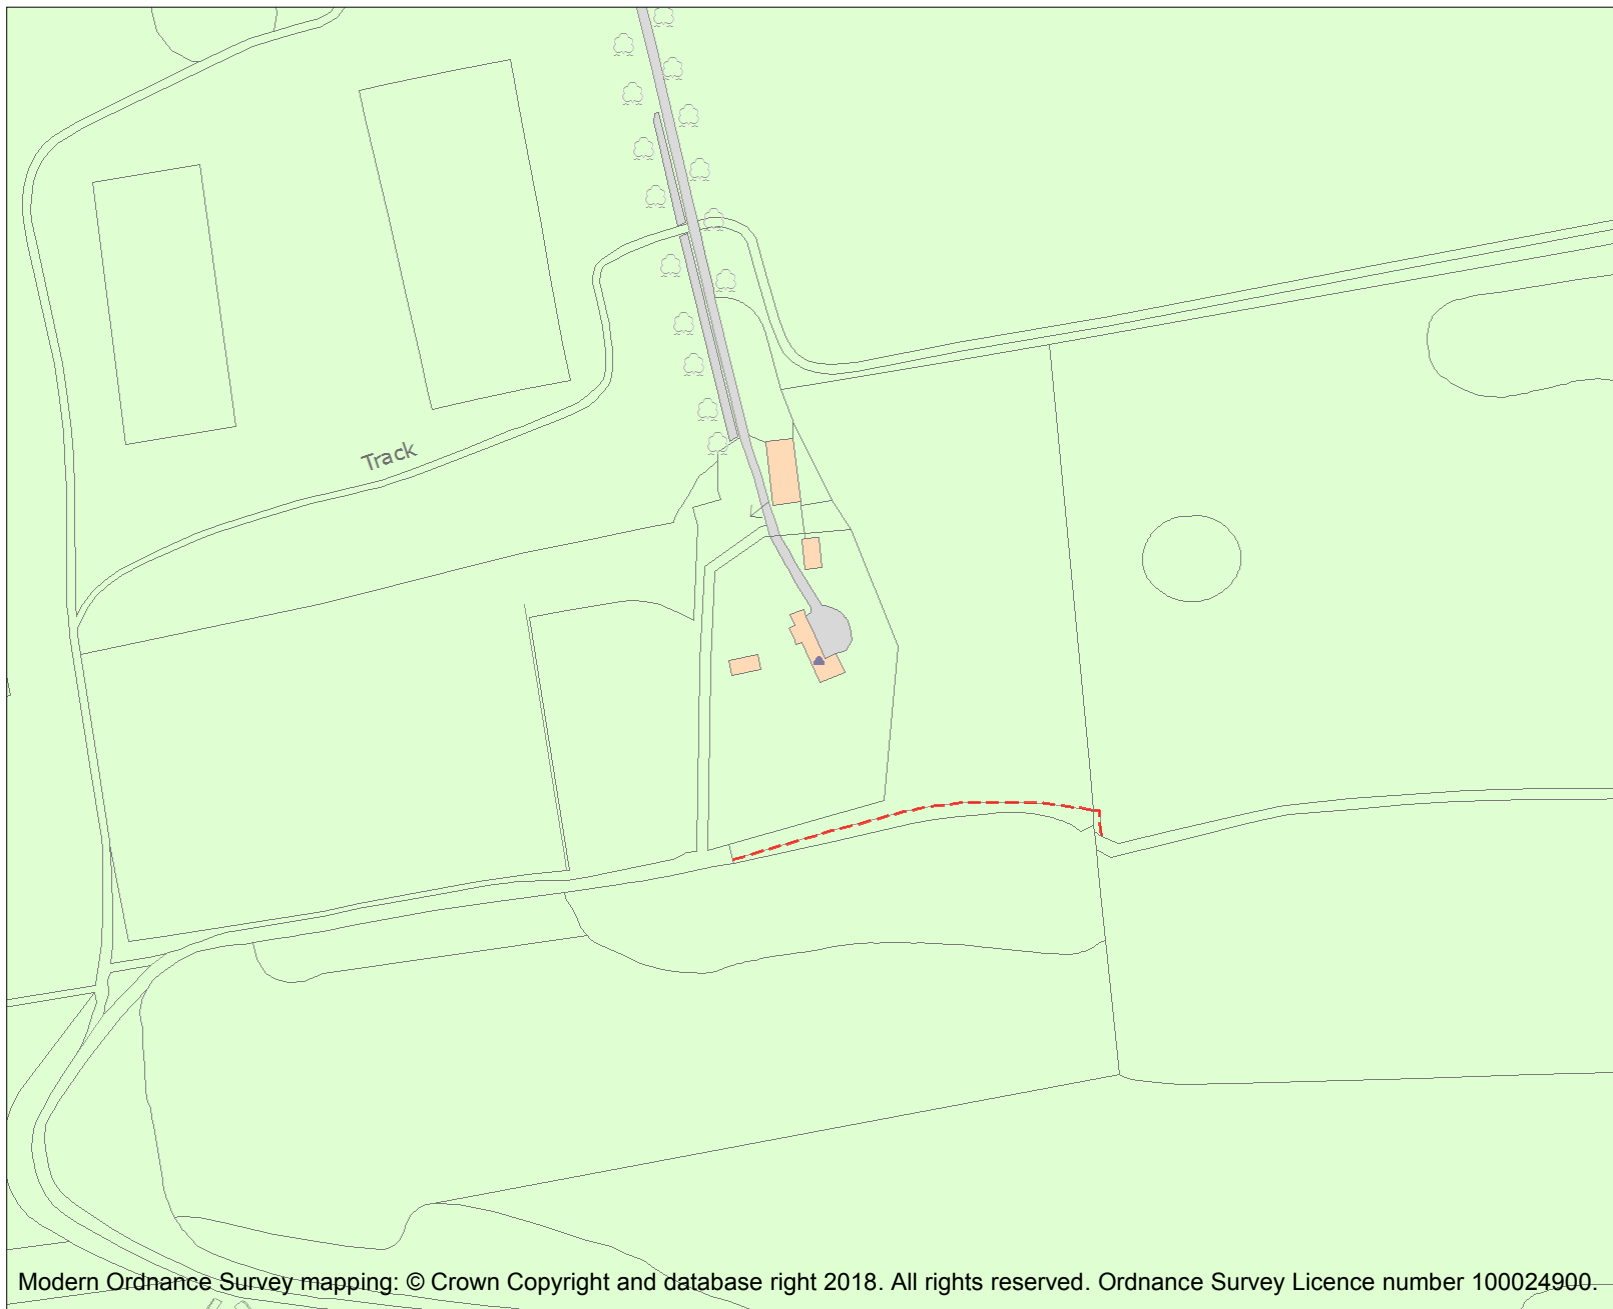 Track
Modern Ordnance Survey mapping: © Crown Copyright and database right 2018. All rights reserved. Ordnance Survey Licence number 100024900.